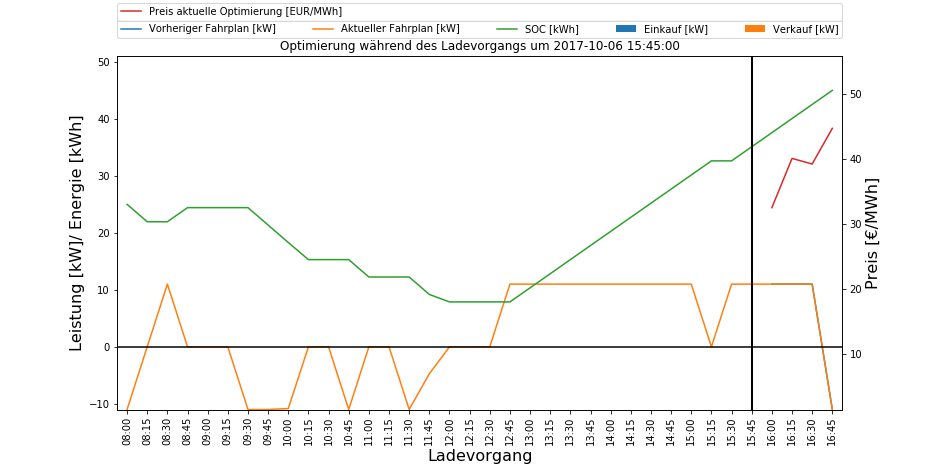 Preis aktuelle Optimierung [EUR/MWh]
Vorheriger Fahrplan [kW] Aktueller Fahrplan [kW] SOC [kWh] Einkauf [kW] Verkauf [kW]
Optimierung während des Ladevorgangs um 2017-10-06 15:45:00
Leistung [kW]/ Energie [kWh]
50
40
30
20
10
0
−10
50
40
30
20
10
Preis [€/MWh]
08:00 08:15 08:30 08:45 09:00 09:15 09:30 09:45 10:00 10:15 10:30 10:45 11:00 11:15 11:30 11:45 12:00 12:15 12:30 12:45 13:00 13:15 13:30 13:45 14:00 14:15 14:30 14:45 15:00 15:15 15:30 15:45 16:00 16:15 16:30 16:45
Ladevorgang